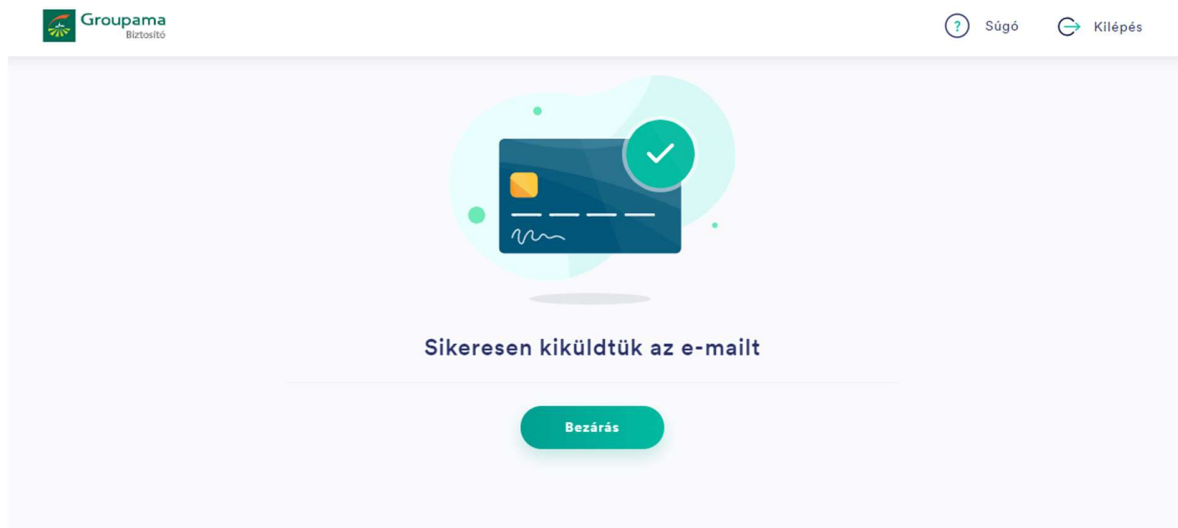 Groupama
Biztosító
? Súgó
Kilépés
Sikeresen kiküldtük az e-mailt
Bezárás